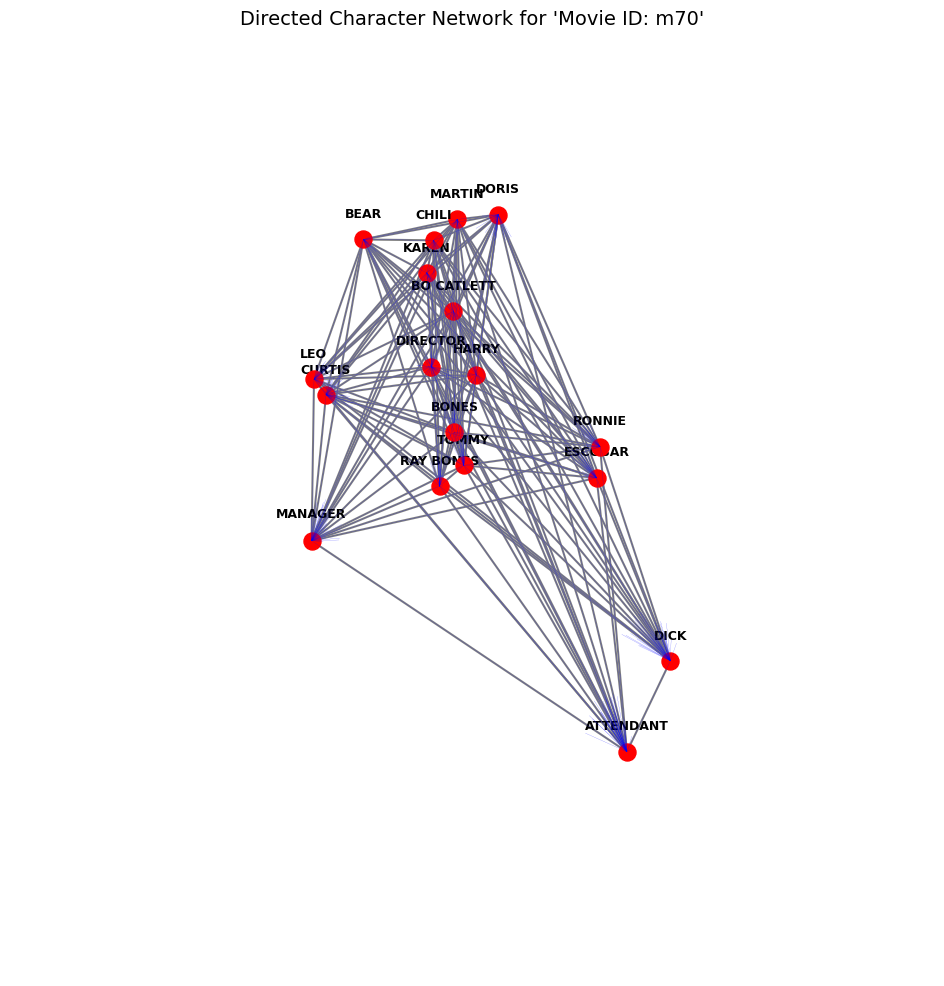 Directed Character Network for 'Movie ID: m70'
DORIS
MARTIN
BEAR
CHILI
KAREN
BO CATLETT
DIRECTOR
HARRY
LEO
CURTIS
BONES
RONNIE
TOMMY
ESCOBAR
RAY BONES
MANAGER
DICK
ATTENDANT